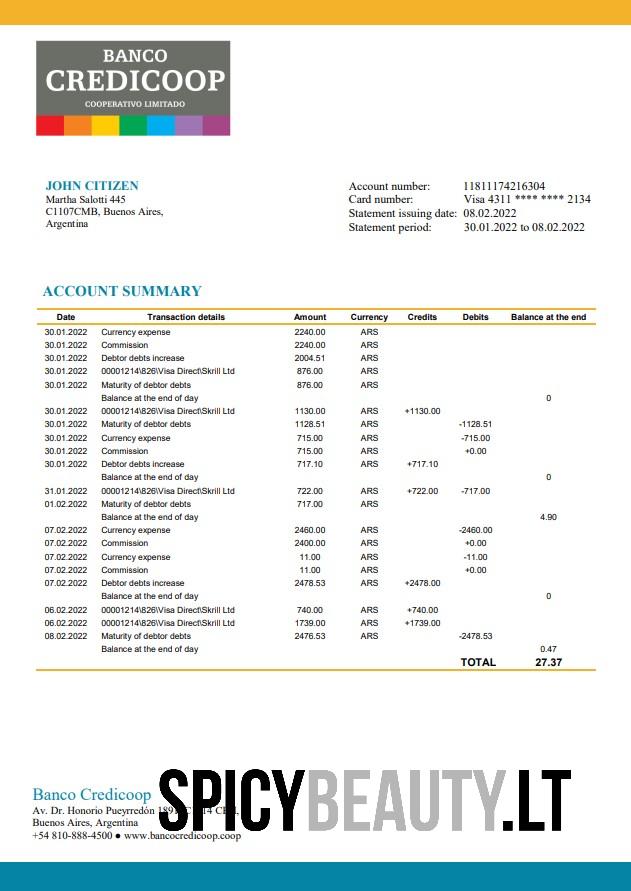 BANCO
CREDICOOP
COOPERATIVO LIMITADO
JOHN CITIZEN
Martha Salotti 445
C1107CMB, Buenos Aires,
Argentina
Account number: 11811174216304
Card number: Visa 4311 **** **** 2134
Statement issuing date: 08.02.2022
Statement period: 30.01.2022 to 08.02.2022
ACCOUNT SUMMARY
Date Transaction details Amount Currency Credits Debits Balance at the end
30.01.2022 Currency expense 2240.00 ARS
30.01.2022 Commission 2240.00 ARS
30.01.2022 Debtor debts increase 2004.51 ARS
30.01.2022 00001214\826\Visa Direct\Skrill Ltd 876.00 ARS
30.01.2022 Maturity of debtor debts 876.00 ARS
Balance at the end of day 0
30.01.2022 00001214\826\Visa Direct\Skrill Ltd 1130.00 ARS +1130.00
30.01.2022 Maturity of debtor debts 1128.51 ARS -1128.51
30.01.2022 Currency expense 715.00 ARS -715.00
30.01.2022 Commission 715.00 ARS +0.00
30.01.2022 Debtor debts increase 717.10 ARS +717.10
Balance at the end of day 0
31.01.2022 00001214\826\Visa Direct\Skrill Ltd 722.00 ARS +722.00 -717.00
01.02.2022 Maturity of debtor debts 717.00 ARS
Balance at the end of day 4.90
07.02.2022 Currency expense 2460.00 ARS -2460.00
07.02.2022 Commission 2400.00 ARS +0.00
07.02.2022 Currency expense 11.00 ARS -11.00
07.02.2022 Commission 11.00 ARS +0.00
07.02.2022 Debtor debts increase 2478.53 ARS +2478.00
Balance at the end of day 0
06.02.2022 00001214\826\Visa Direct\Skrill Ltd 740.00 ARS +740.00
06.02.2022 00001214\826\Visa Direct\Skrill Ltd 1739.00 ARS +1739.00
08.02.2022 Maturity of debtor debts 2476.53 ARS -2478.53
Balance at the end of day 0.47
TOTAL 27.37
Banco Credicoop
Av. Dr. Honorio Pueyrredón
Buenos Aires, Argentina
+54 810-888-4500 ● www.bancocredicoop.coop
SPICYBEAUTY.LT